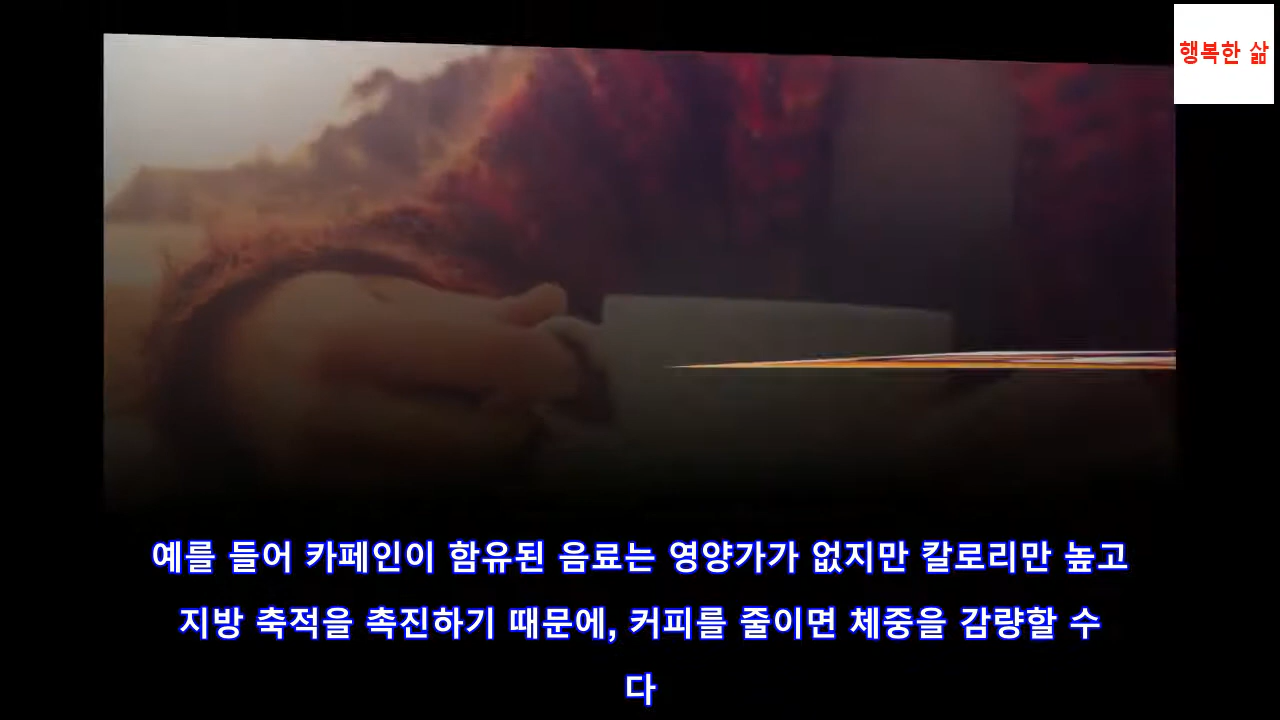 행복한 삶
예를 들어 카페인이 함유된 음료는 영양가가 없지만 칼로리만 높고
지방 축적을 촉진하기 때문에, 커피를 줄이면 체중을 감량할 수
다